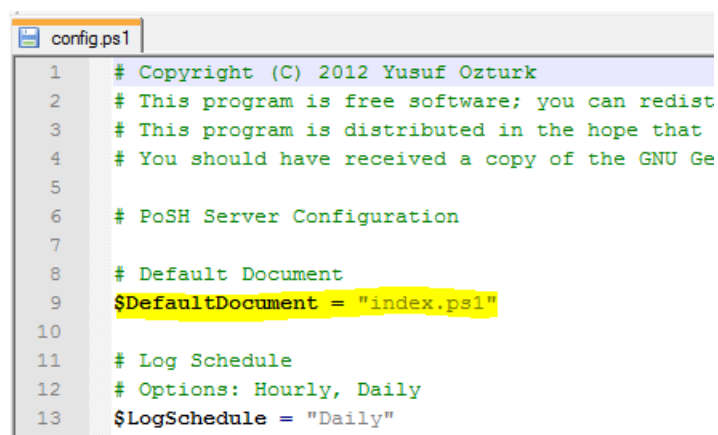 config.ps1
1 # Copyright (C) 2012 Yusuf Ozturk
2 # This program is free software; you can redist
3 # This program is distributed in the hope that
4 # You should have received a copy of the GNU Ge
5
6 # PoSH Server Configuration
7
8 # Default Document
9 $DefaultDocument = "index.ps1"
10
11 # Log Schedule
12 # Options: Hourly, Daily
13 $LogSchedule = "Daily"